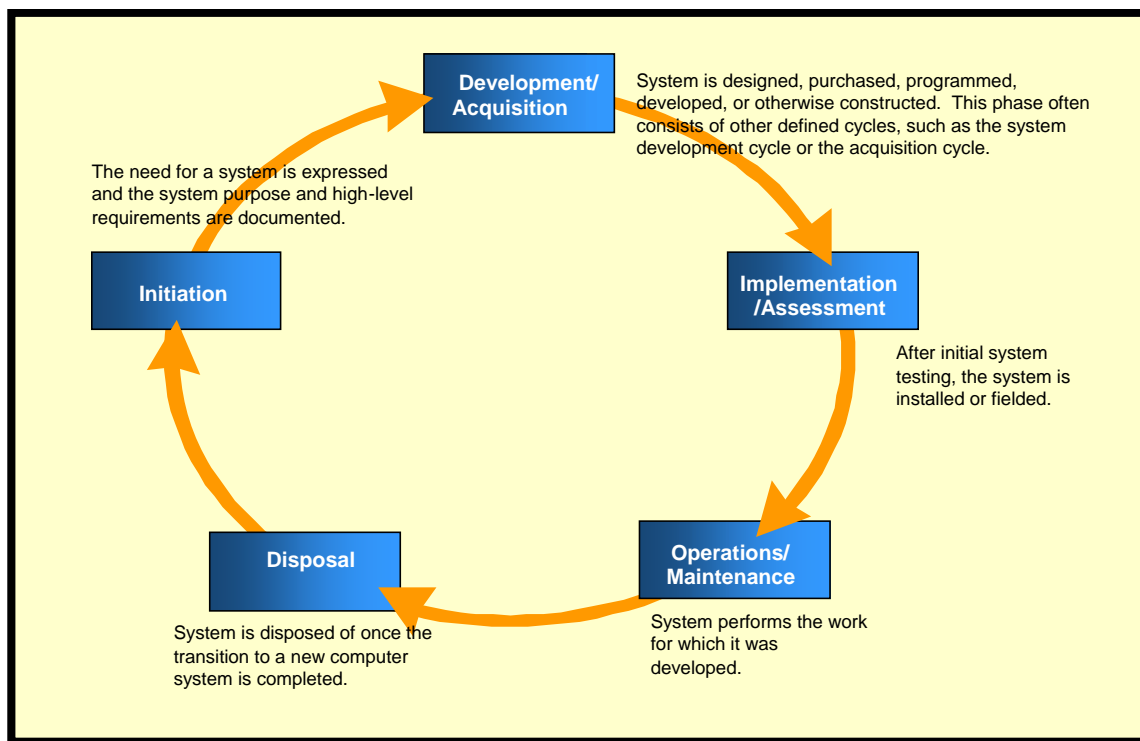 Development/
Acquisition
System is designed, purchased, programmed,
developed, or otherwise constructed.  This phase often
consists of other defined cycles, such as the system
development cycle or the acquisition cycle.
The need for a system is expressed
and the system purpose and high-level
requirements are documented.
Initiation
Implementation
/Assessment
After initial system
testing, the system is
installed or fielded.
Operations/
Maintenance
System performs the work
for which it was
developed.
Disposal
System is disposed of once the
transition to a new computer
system is completed.